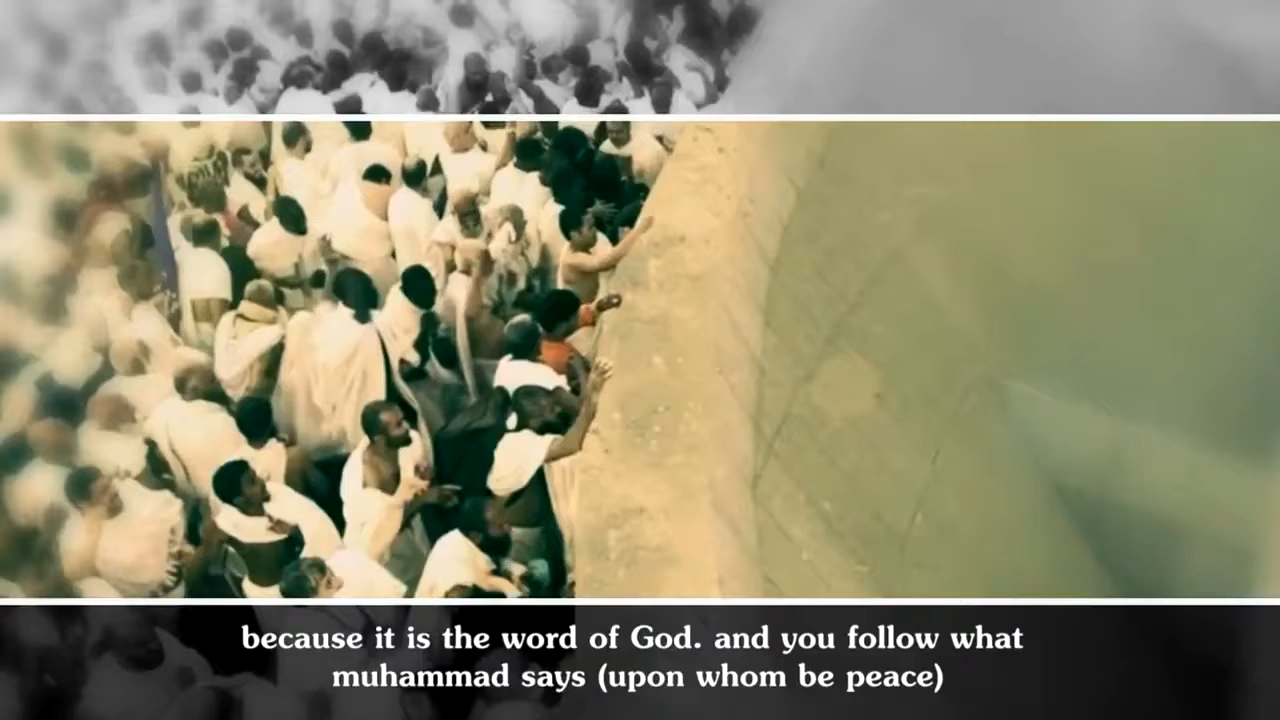 because it is the word of God. and you follow what
muhammad says (upon whom be peace)